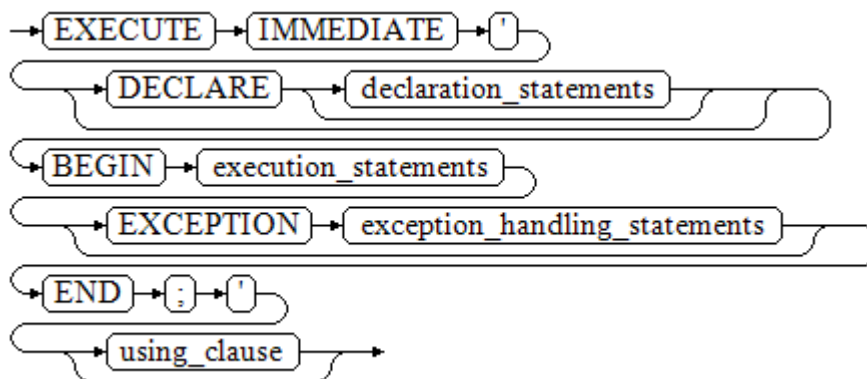 EXECUTE IMMEDIATE '
DECLARE declaration_statements
BEGIN execution_statements
EXCEPTION exception_handling_statements
END ; '
using_clause